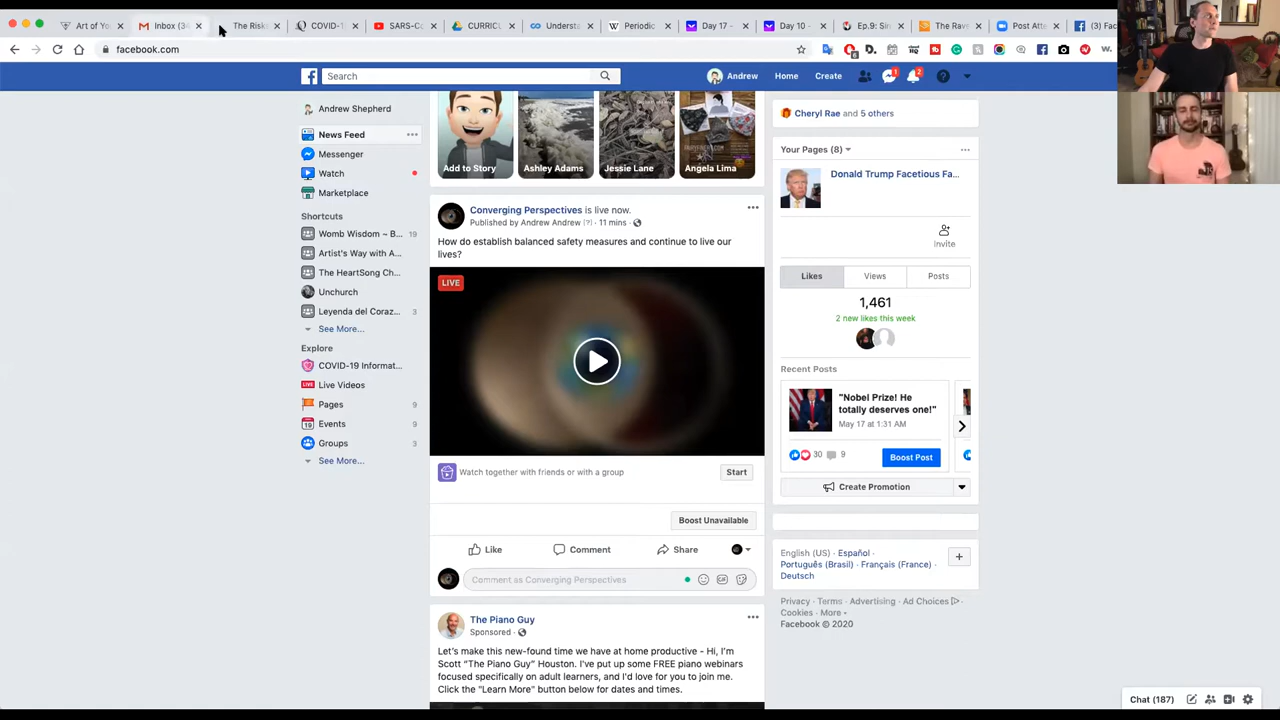 Art of Yo
Inbox (34
The Risks
COVID-1
SARS-Co
CURRIC
Underst
Periodic
Day 17 -
Day 10 -
Ep.9: Sin
The Rave
Post Atte
(3) Face
facebook.com
Search
Andrew
Home
Create
Andrew Shepherd
News Feed
Messenger
Watch
Marketplace
Shortcuts
Womb Wisdom ~ B... 19
Artist's Way with A...
The HeartSong Ch...
Unchurch
Leyenda del Coraz... 3
See More...
Explore
COVID-19 Informat...
Live Videos
Pages 9
Events 9
Groups 3
See More...
Add to Story
Ashley Adams
Jessie Lane
Angela Lima
Converging Perspectives is live now.
Published by Andrew Andrew [?] · 11 mins ·
How do establish balanced safety measures and continue to live our
lives?
LIVE
Watch together with friends or with a group
Start
Boost Unavailable
Like
Comment
Share
Comment as Converging Perspectives
The Piano Guy
Sponsored ·
Let's make this new-found time we have at home productive - Hi, I'm
Scott "The Piano Guy" Houston. I've put up some FREE piano webinars
focused specifically on adult learners, and I'd love for you to join me.
Click the "Learn More" button below for dates and times.
Cheryl Rae and 5 others
Your Pages (8)
Donald Trump Facetious Fa...
Invite
Likes
Views
Posts
1,461
2 new likes this week
Recent Posts
"Nobel Prize! He
totally deserves one!"
May 17 at 1:31 AM
30
9
Boost Post
Create Promotion
English (US) · Español ·
Português (Brasil) · Français (France) ·
Deutsch
Privacy · Terms · Advertising · Ad Choices ·
Cookies · More
Facebook © 2020
Chat (187)